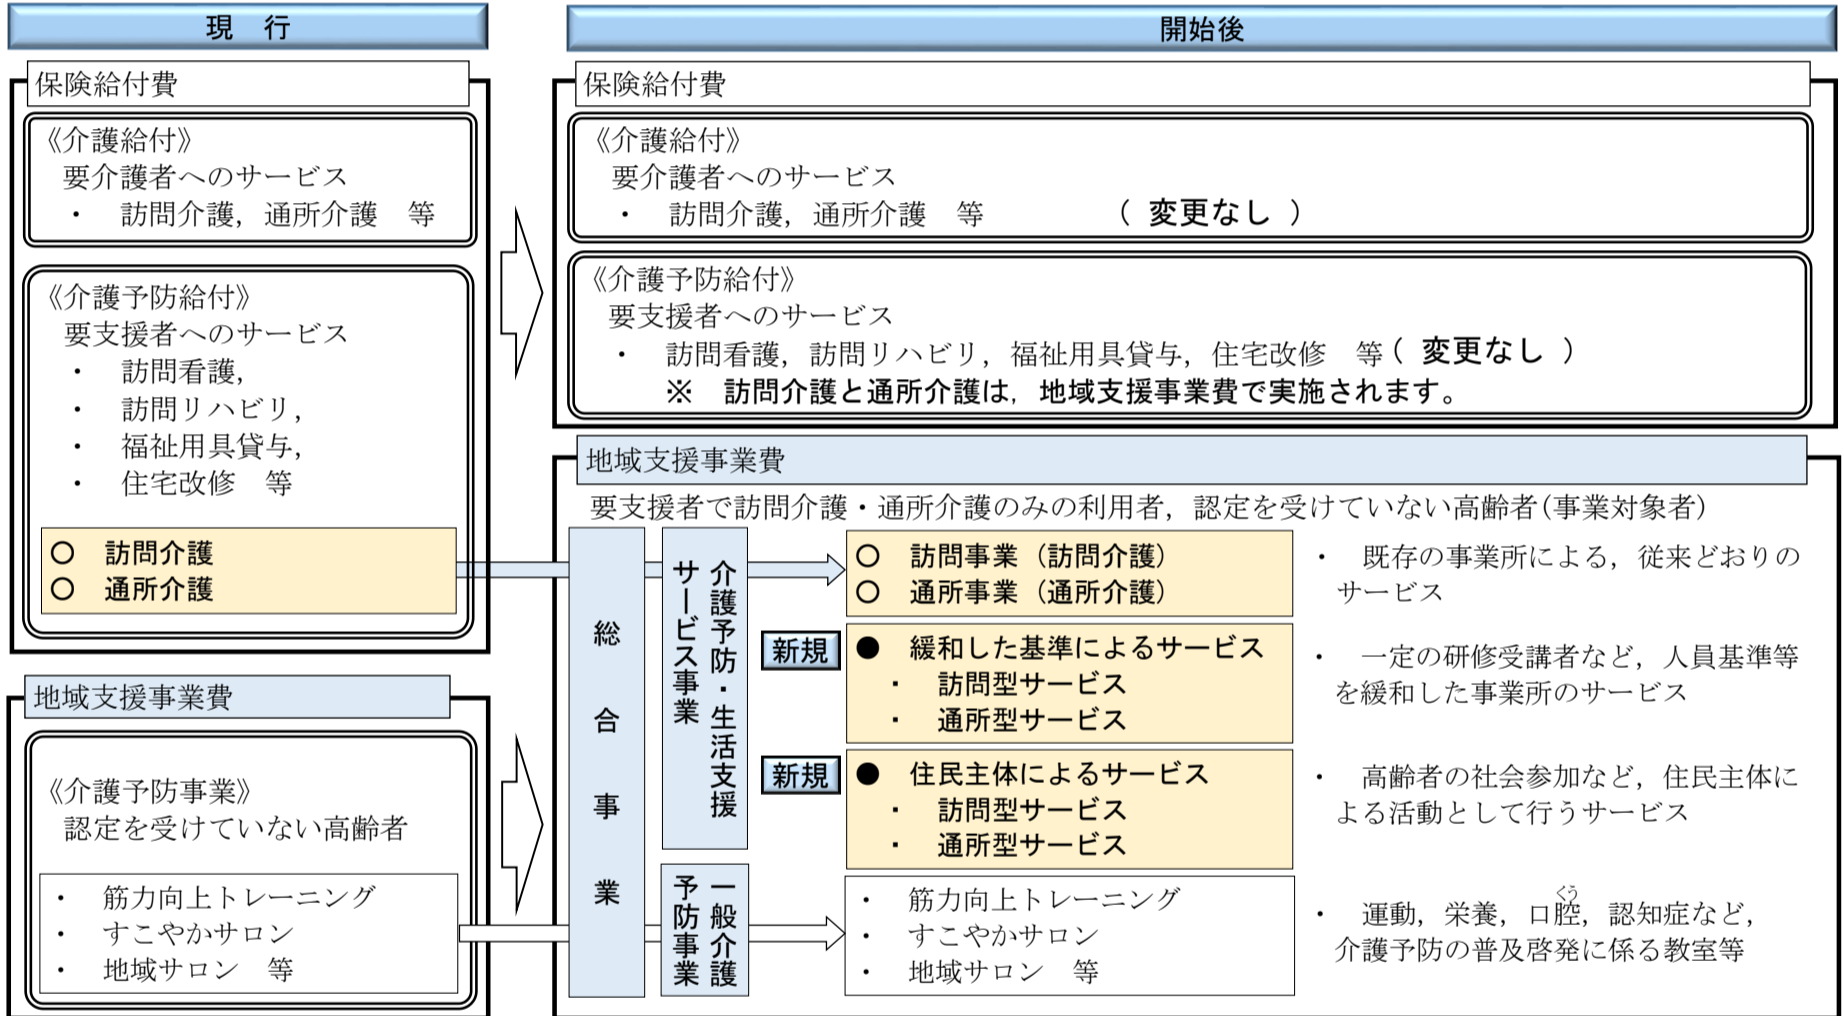 現　行
保険給付費
《介護給付》
要介護者へのサービス
・　訪問介護，通所介護　等
《介護予防給付》
要支援者へのサービス
・　訪問看護，
・　訪問リハビリ，
・　福祉用具貸与，
・　住宅改修　等
○　訪問介護
○　通所介護
地域支援事業費
《介護予防事業》
認定を受けていない高齢者
・　筋力向上トレーニング
・　すこやかサロン
・　地域サロン　等
開始後
保険給付費
《介護給付》
要介護者へのサービス
・　訪問介護，通所介護　等　（ 変更なし ）
《介護予防給付》
要支援者へのサービス
・　訪問看護，訪問リハビリ，福祉用具貸与，住宅改修　等（ 変更なし ）
※　訪問介護と通所介護は，地域支援事業費で実施されます。
地域支援事業費
要支援者で訪問介護・通所介護のみの利用者，認定を受けていない高齢者(事業対象者)
総合事業
介護予防・生活支援
サービス事業
○　訪問事業（訪問介護）
○　通所事業（通所介護）
・　既存の事業所による，従来どおりの
サービス
新規
●　緩和した基準によるサービス
・　訪問型サービス
・　通所型サービス
・　一定の研修受講者など，人員基準等
を緩和した事業所のサービス
新規
●　住民主体によるサービス
・　訪問型サービス
・　通所型サービス
・　高齢者の社会参加など，住民主体に
よる活動として行うサービス
一般介護
予防事業
・　筋力向上トレーニング
・　すこやかサロン
・　地域サロン　等
くう
・　運動，栄養，口腔，認知症など，
介護予防の普及啓発に係る教室等